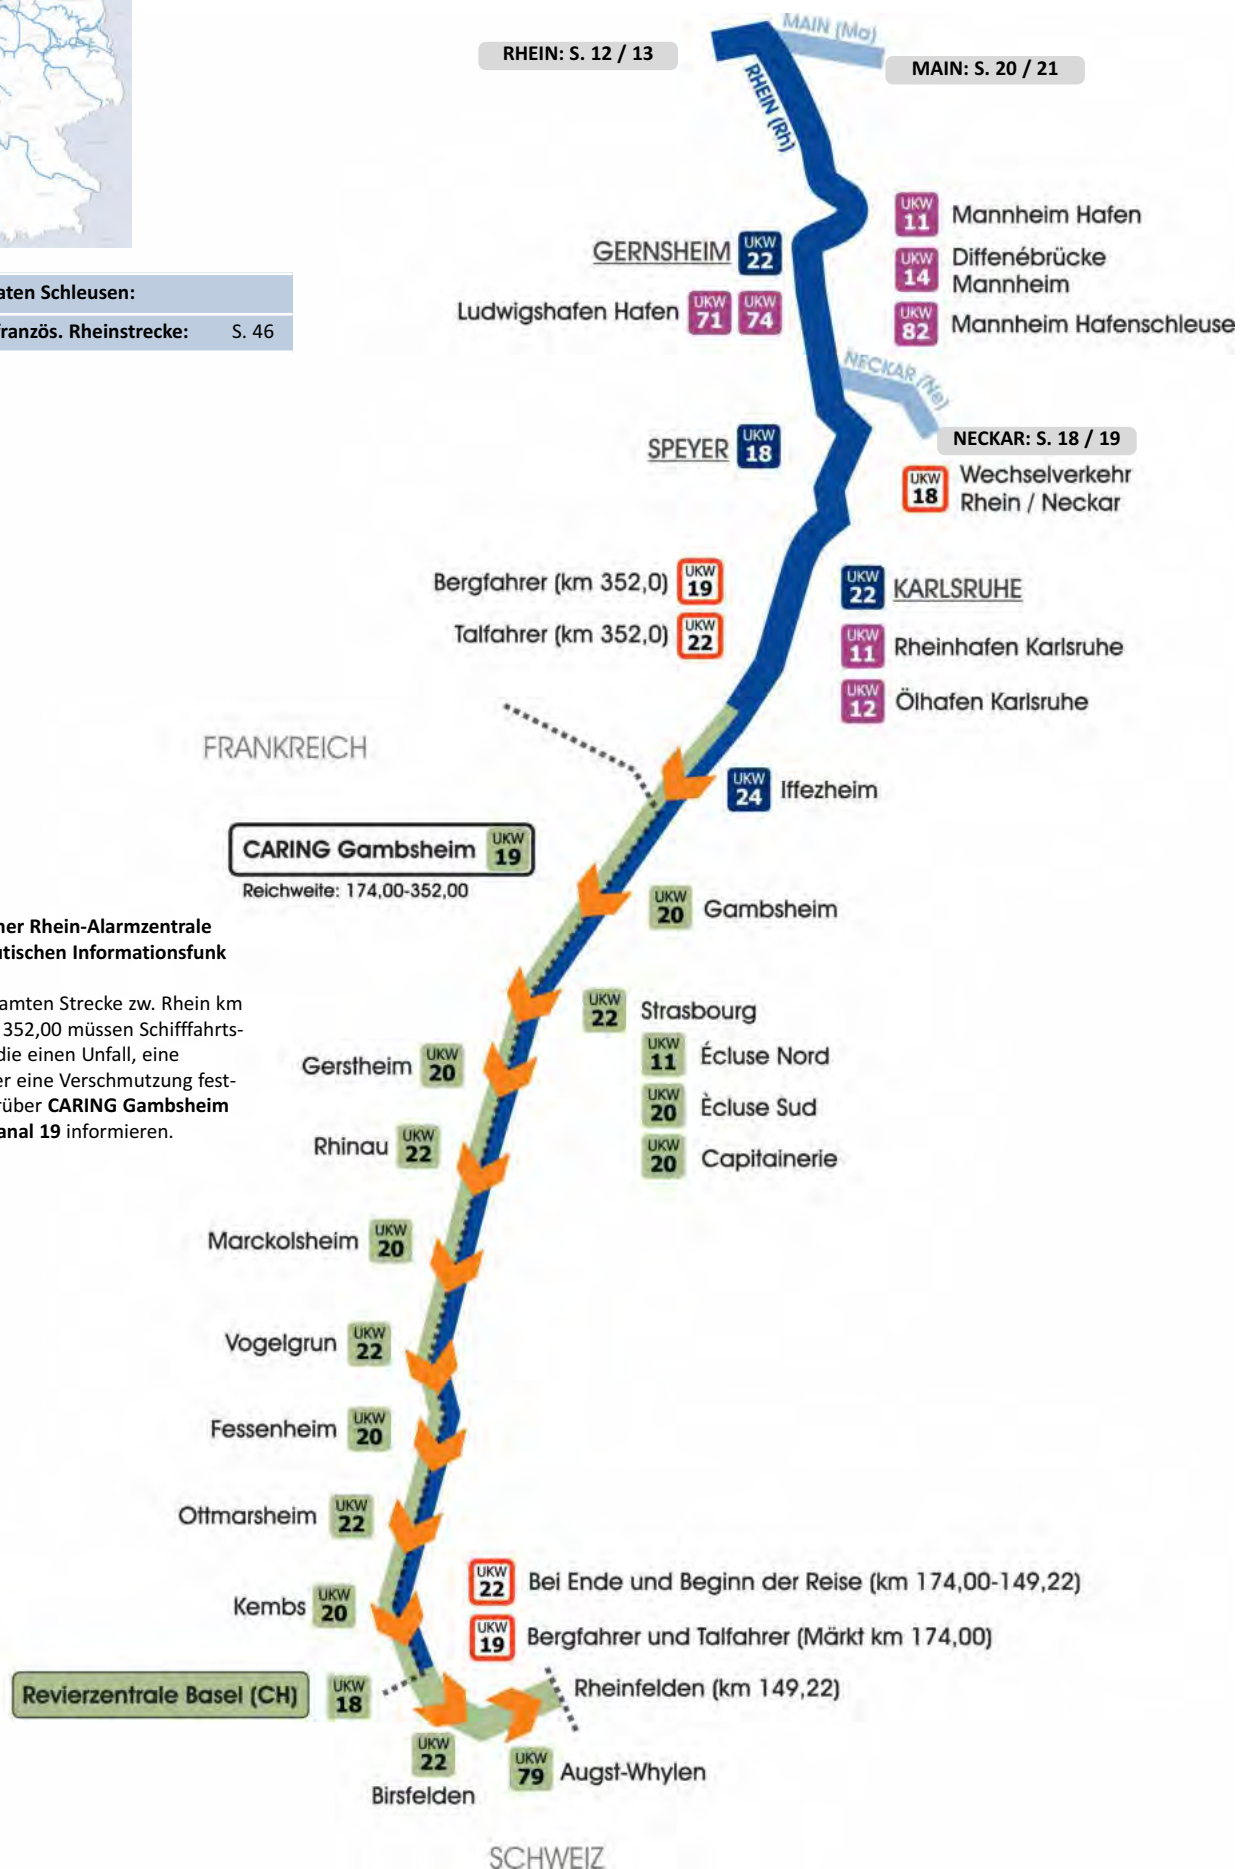 MAIN (Ma)
RHEIN: S. 12 / 13
MAIN: S. 20 / 21
RHEIN (Rh)
UKW
11
Mannheim Hafen
GERNSHEIM
UKW
22
UKW
14
Diffenébrücke
Mannheim
aten Schleusen:
Ludwigshafen Hafen
UKW
71
UKW
74
UKW
82
Mannheim Hafenschleuse
ranzös. Rheinstrecke: S. 46
NECKAR (Ne)
SPEYER
UKW
18
NECKAR: S. 18 / 19
UKW
18
Wechselverkehr
Rhein / Neckar
Bergfahrer (km 352,0)
UKW
19
UKW
22
KARLSRUHE
Talfahrer (km 352,0)
UKW
22
UKW
11
Rheinhafen Karlsruhe
UKW
12
Ölhafen Karlsruhe
FRANKREICH
UKW
24
Iffezheim
CARING Gambsheim
UKW
19
Reichweite: 174,00-352,00
UKW
20
Gambsheim
ner Rhein-Alarmzentrale
utischen Informationsfunk
amten Strecke zw. Rhein km
352,00 müssen Schifffahrts-
die einen Unfall, eine
er eine Verschmutzung fest-
rüber CARING Gambsheim
anal 19 informieren.
UKW
22
Strasbourg
UKW
11
Écluse Nord
UKW
20
Ècluse Sud
UKW
20
Capitainerie
Gerstheim
UKW
20
Rhinau
UKW
22
Marckolsheim
UKW
20
Vogelgrun
UKW
22
Fessenheim
UKW
20
Ottmarsheim
UKW
22
Kembs
UKW
20
UKW
22
Bei Ende und Beginn der Reise (km 174,00-149,22)
UKW
19
Bergfahrer und Talfahrer (Märkt km 174,00)
Revierzentrale Basel (CH)
UKW
18
Rheinfelden (km 149,22)
UKW
22
Birsfelden
UKW
79
Augst-Whylen
SCHWEIZ